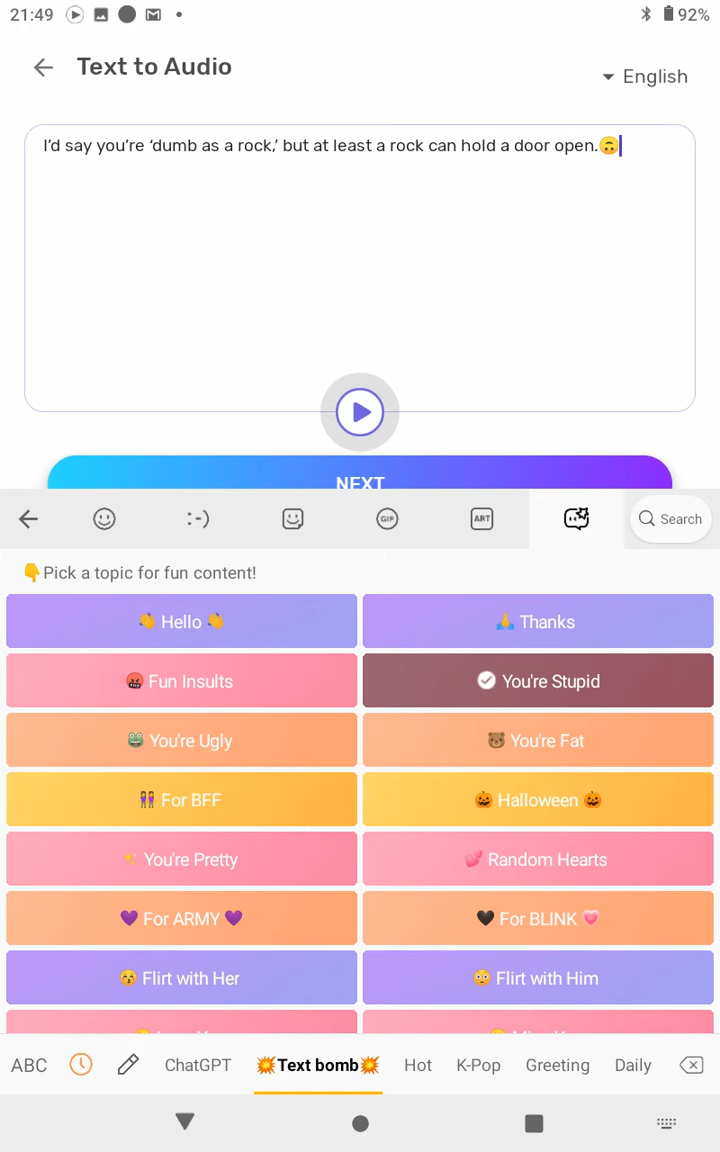 21:49 92%
Text to Audio
English
I’d say you’re ‘dumb as a rock,’ but at least a rock can hold a door open.🙃
NEXT
:-) GIF ART Search
👇Pick a topic for fun content!
👋 Hello 👋 🙏 Thanks
🤬 Fun Insults You're Stupid
🐸 You're Ugly 🐻 You're Fat
👭 For BFF 🎃 Halloween 🎃
✨ You're Pretty 💕 Random Hearts
💜 For ARMY 💜 🖤 For BLINK 💗
😚 Flirt with Her 😳 Flirt with Him
ABC ChatGPT 💥Text bomb💥 Hot K-Pop Greeting Daily